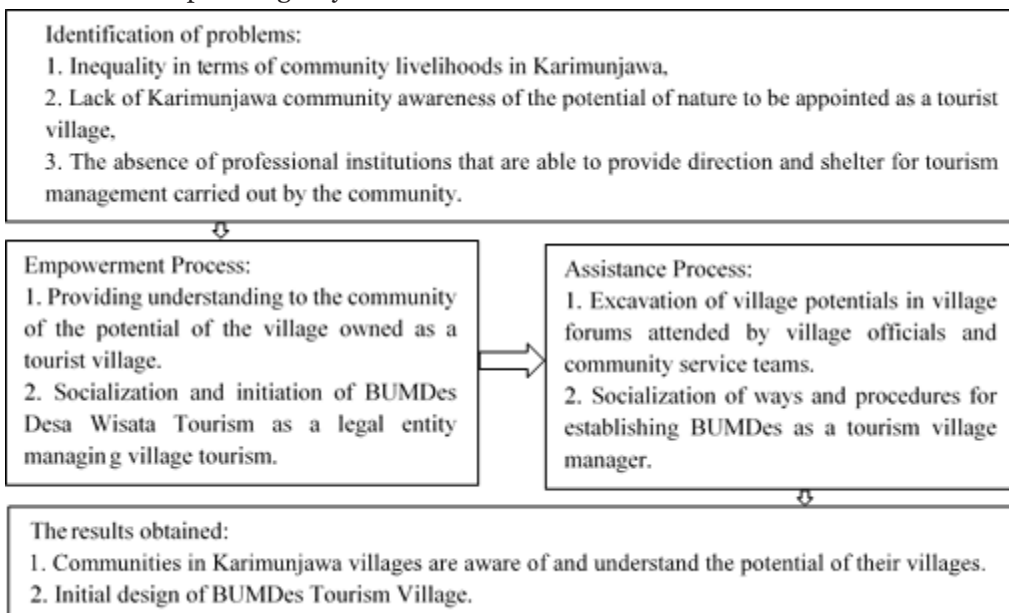 Identification of problems:
1. Inequality in terms of community livelihoods in Karimunjawa,
2. Lack of Karimunjawa community awareness of the potential of nature to be appointed as a tourist
village,
3. The absence of professional institutions that are able to provide direction and shelter for tourism
management carried out by the community.
Empowerment Process:
1. Providing understanding to the community
of the potential of the village owned as a
tourist village.
2. Socialization and initiation of BUMDes
Desa Wisata Tourism as a legal entity
managing village tourism.
Assistance Process:
1. Excavation of village potentials in village
forums attended by village officials and
community service teams.
2. Socialization of ways and procedures for
establishing BUMDes as a tourism village
manager.
The results obtained:
1. Communities in Karimunjawa villages are aware of and understand the potential of their villages.
2. Initial design of BUMDes Tourism Village.